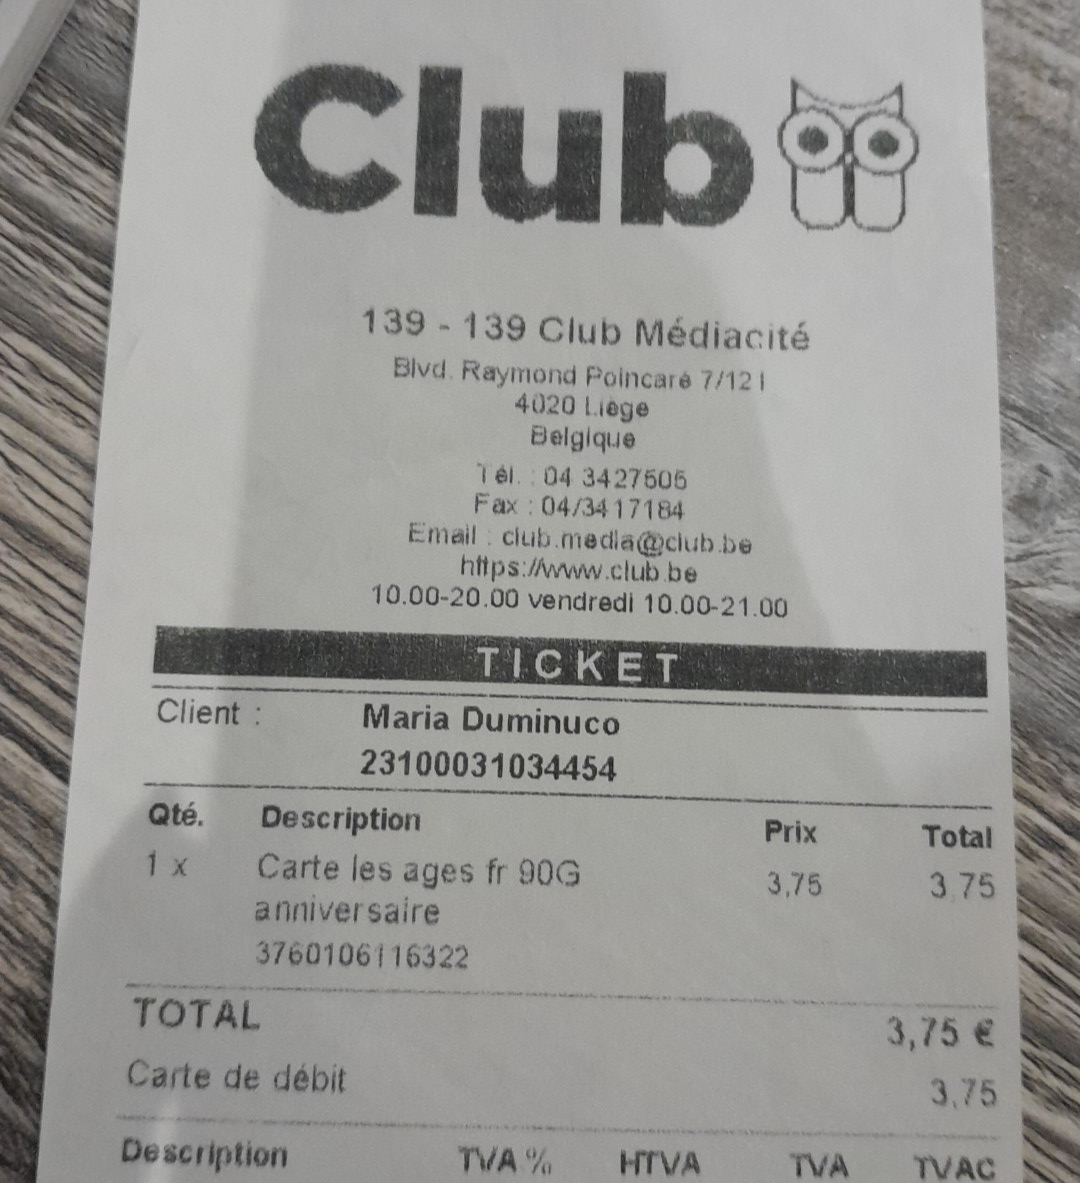 Club
139 - 139 Club Médiacité
Blvd. Raymond Poincaré 7/12 I
4020 Liège
Belgique
Tél. : 04 3427505
Fax : 04/3417184
Email : club.media@club.be
https://www.club.be
10.00-20.00 vendredi 10.00-21.00
TICKET
Client : Maria Duminuco
23100031034454
Qté. Description Prix Total
1 x Carte les ages fr 90G 3,75 3,75
anniversaire
3760106116322
TOTAL 3,75 €
Carte de débit 3,75
Description TVA % HTVA TVA TVAC